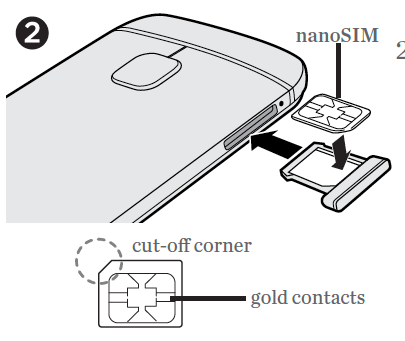 2
nanoSIM
2
cut-off corner
gold contacts